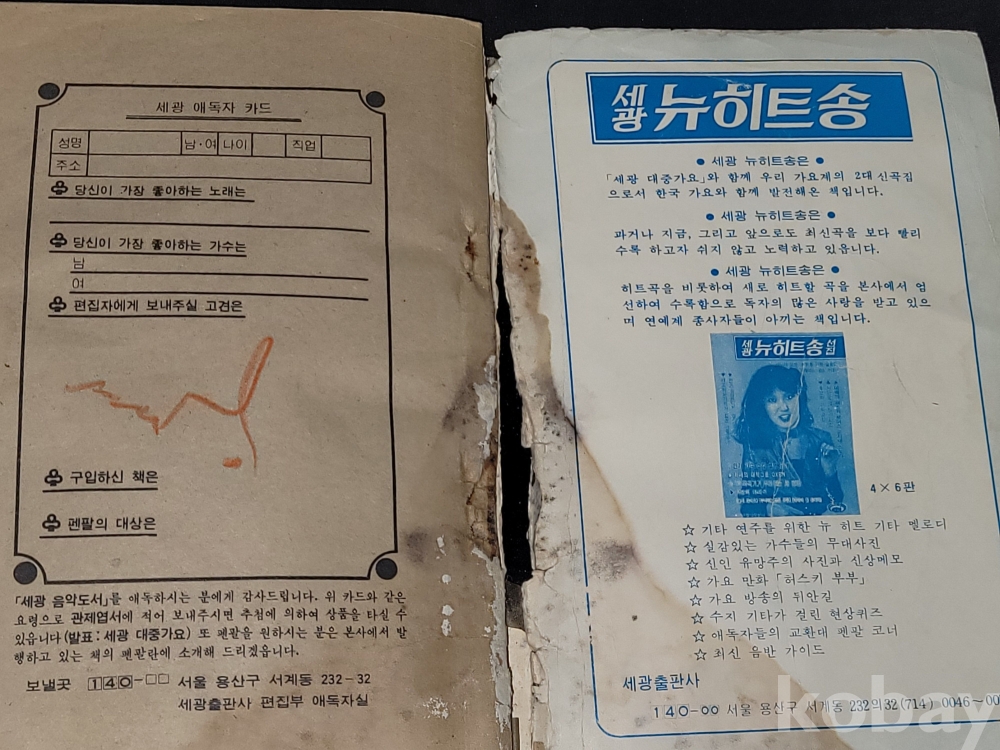 세광 애독자 카드
성명 남·여 나이 직업
주소
당신이 가장 좋아하는 노래는
당신이 가장 좋아하는 가수는
남
여
편집자에게 보내주실 고견은
구입하신 책은
펜팔의 대상은
「세광 음악도서」를 애독하시는 분에게 감사드립니다. 위 카드와 같은
요령으로 관제엽서에 적어 보내주시면 추첨에 의하여 상품을 타실 수
있읍니다(발표: 세광 대중가요) 또 펜팔을 원하시는 분은 본사에서 발
행하고 있는 책의 펜팔란에 소개해 드리겠읍니다.
보낼곳 140-□□ 서울 용산구 서계동 232-32
세광출판사 편집부 애독자실
세광 뉴히트송
● 세광 뉴히트송은 ●
「세광 대중가요」와 함께 우리 가요계의 2대 신곡집
으로서 한국 가요와 함께 발전해온 책입니다.
● 세광 뉴히트송은 ●
과거나 지금, 그리고 앞으로도 최신곡을 보다 빨리
수록 하고자 쉬지 않고 노력하고 있읍니다.
● 세광 뉴히트송은 ●
히트곡을 비롯하여 새로 히트할 곡을 본사에서 엄
선하여 수록함으로 독자의 많은 사랑을 받고 있으
며 연예계 종사자들이 아끼는 책입니다.
세광 뉴히트송 선집
4×6판
☆ 기타 연주를 위한 뉴 히트 기타 멜로디
☆ 실감있는 가수들의 무대사진
☆ 신인 유망주의 사진과 신상메모
☆ 가요 만화 「허스키 부부」
☆ 가요 방송의 뒤안길
☆ 수지 기타가 걸린 현상퀴즈
☆ 애독자들의 교환대 펜팔 코너
☆ 최신 음반 가이드
세광출판사
140-00 서울 용산구 서계동 232의32(714) 0046~00
kobay